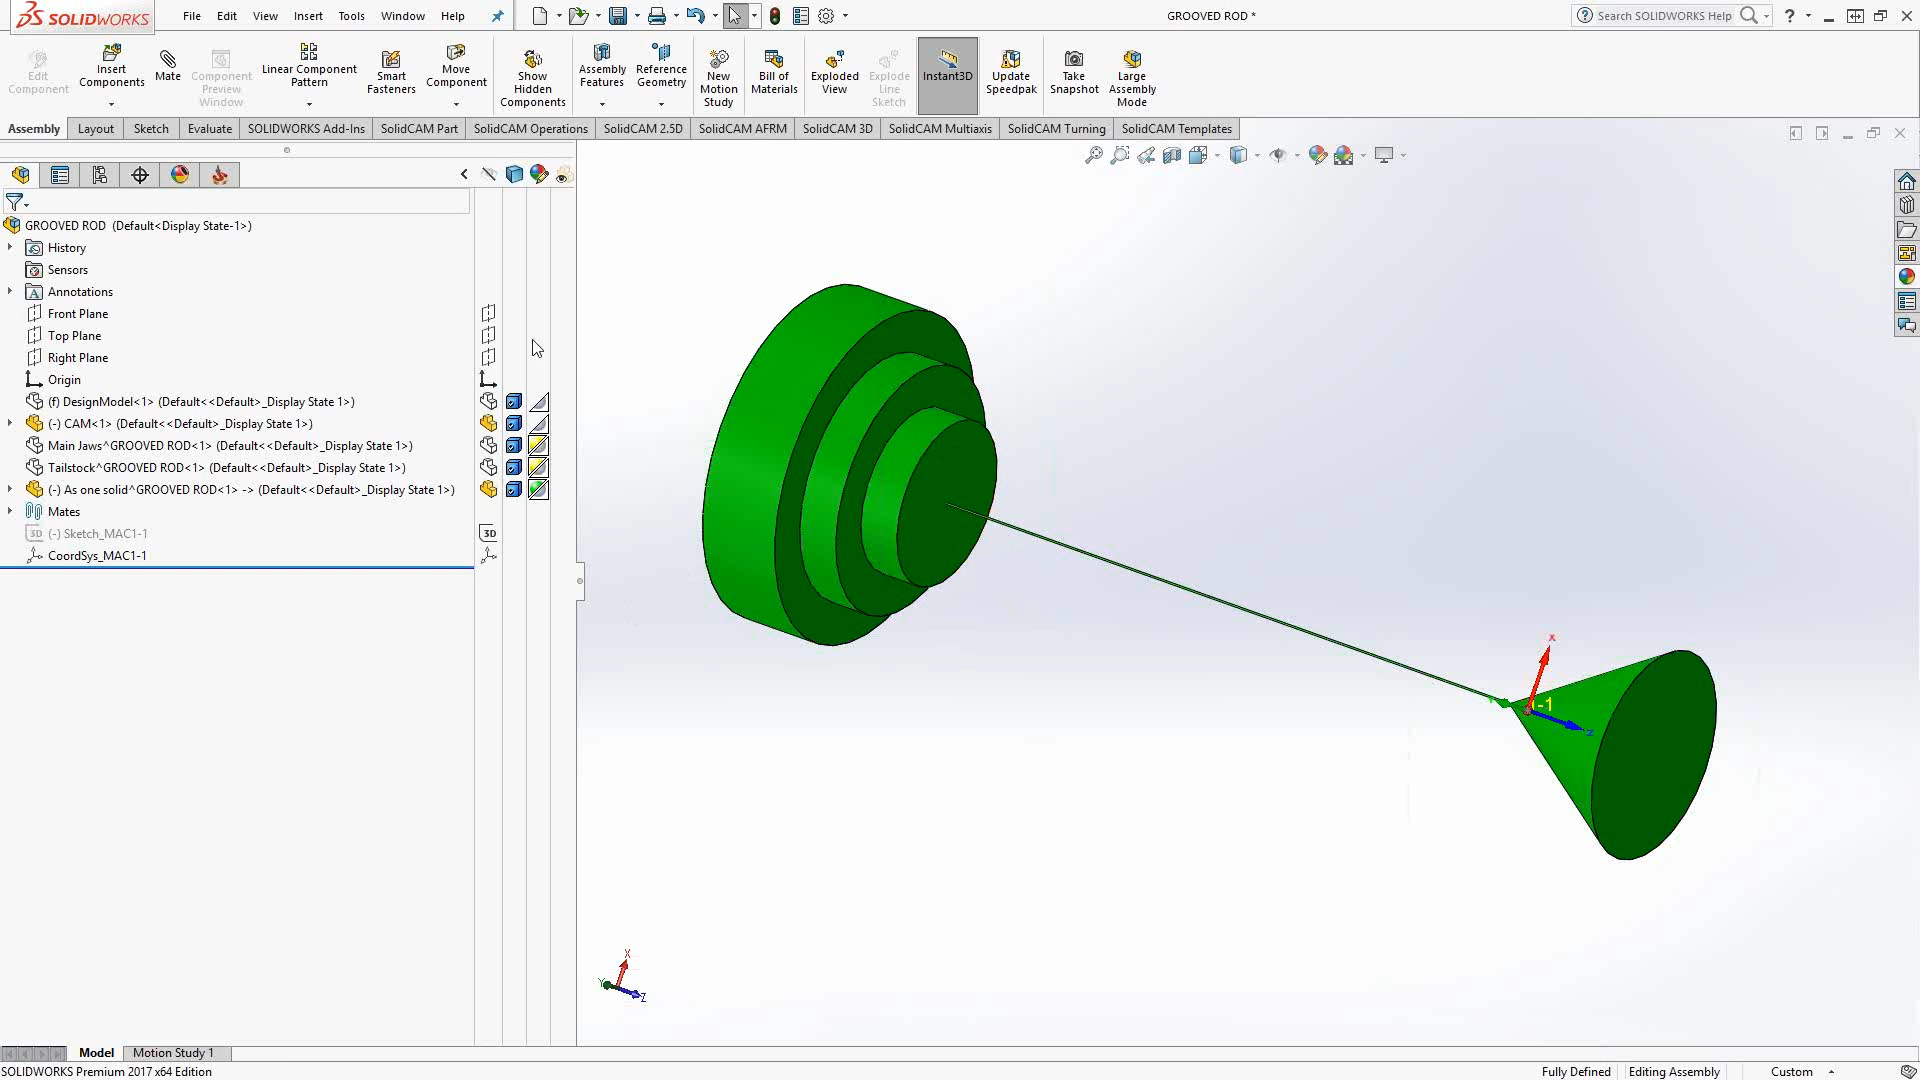 SOLIDWORKS File Edit View Insert Tools Window Help GROOVED ROD * Search SOLIDWORKS Help
Edit Component
Insert Components
Mate
Component Preview Window
Linear Component Pattern
Smart Fasteners
Move Component
Show Hidden Components
Assembly Features
Reference Geometry
New Motion Study
Bill of Materials
Exploded View
Explode Line Sketch
Instant3D
Update Speedpak
Take Snapshot
Large Assembly Mode
Assembly Layout Sketch Evaluate SOLIDWORKS Add-Ins SolidCAM Part SolidCAM Operations SolidCAM 2.5D SolidCAM AFRM SolidCAM 3D SolidCAM Multiaxis SolidCAM Turning SolidCAM Templates
GROOVED ROD (Default<Display State-1>)
History
Sensors
Annotations
Front Plane
Top Plane
Right Plane
Origin
(f) DesignModel<1> (Default<<Default>_Display State 1>)
(-) CAM<1> (Default<<Default>_Display State 1>)
Main Jaws^GROOVED ROD<1> (Default<<Default>_Display State 1>)
Tailstock^GROOVED ROD<1> (Default<<Default>_Display State 1>)
(-) As one solid^GROOVED ROD<1> -> (Default<<Default>_Display State 1>)
Mates
3D (-) Sketch_MAC1-1 3D
CoordSys_MAC1-1
X
Z
X
Y
Z
Model Motion Study 1
SOLIDWORKS Premium 2017 x64 Edition Fully Defined Editing Assembly Custom